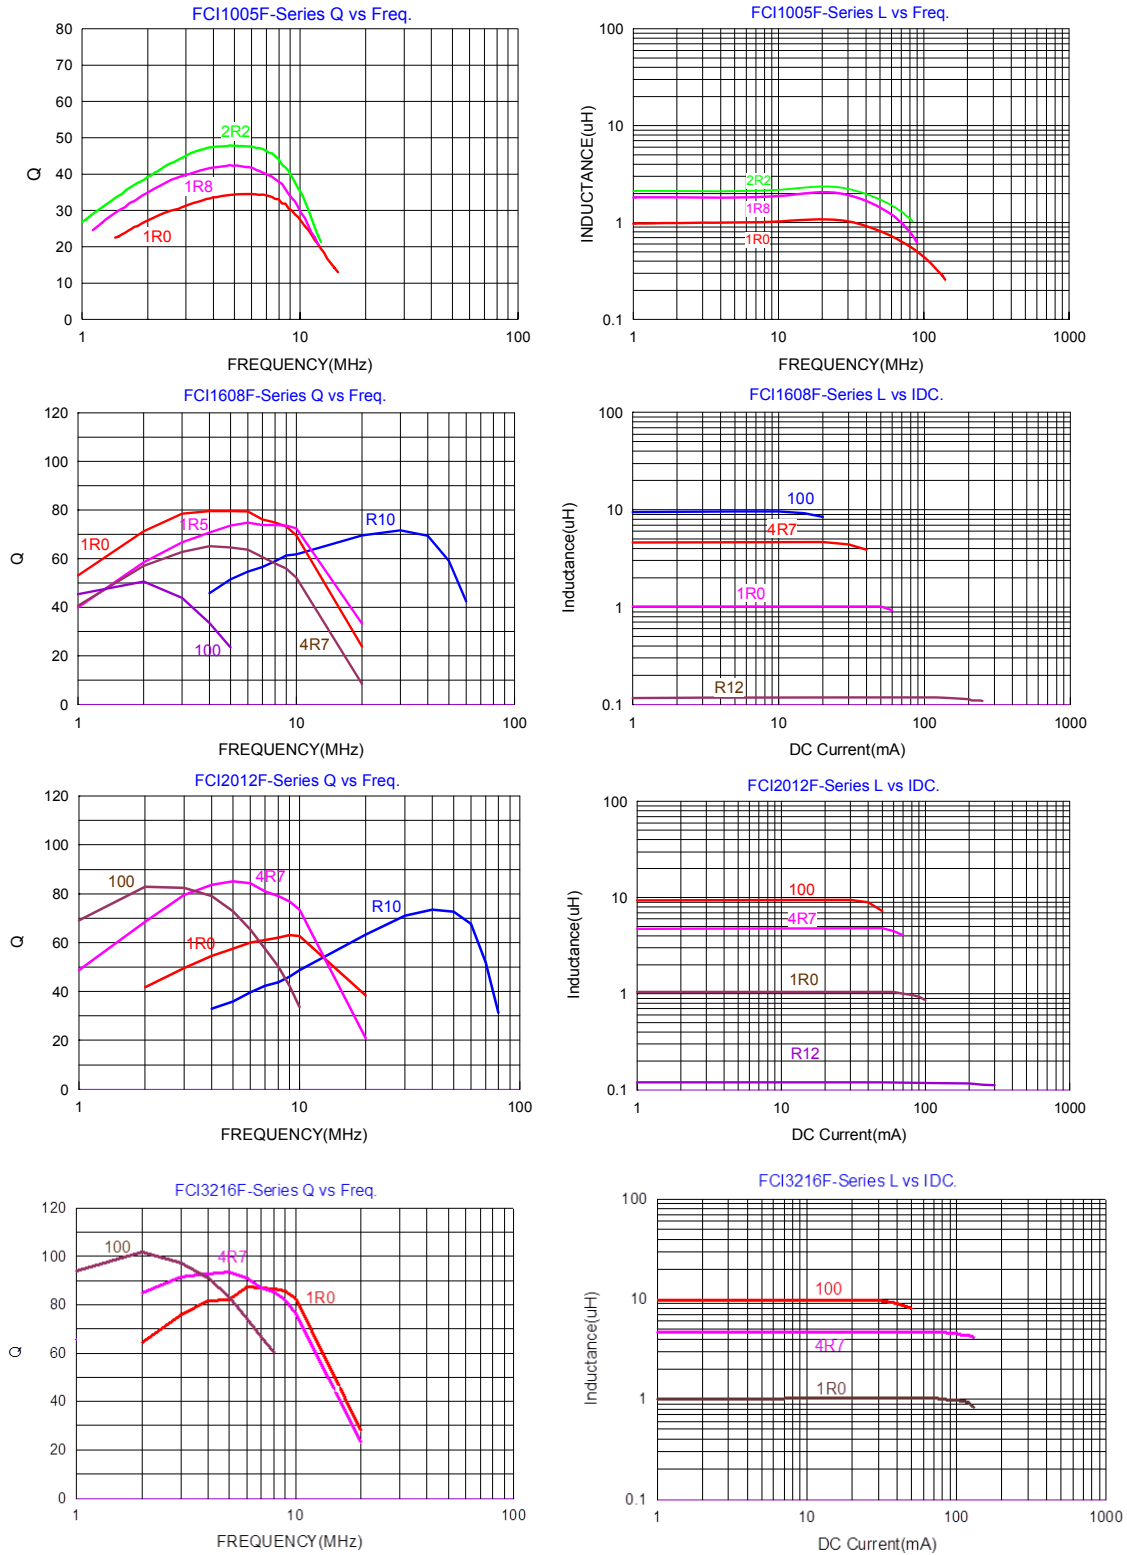 FCI1005F-Series Q vs Freq.
80
70
60
50
40
30
20
10
0
Q
2R2
1R8
1R0
1
10
100
FREQUENCY(MHz)
FCI1005F-Series L vs Freq.
100
10
1
0.1
INDUCTANCE(uH)
2R2
1R8
1R0
1
10
100
1000
FREQUENCY(MHz)
FCI1608F-Series Q vs Freq.
120
100
80
60
40
20
0
Q
1R0
1R5
R10
100
4R7
1
10
100
FREQUENCY(MHz)
FCI1608F-Series L vs IDC.
100
10
1
0.1
Inductance(uH)
100
4R7
1R0
R12
1
10
100
1000
DC Current(mA)
FCI2012F-Series Q vs Freq.
120
100
80
60
40
20
0
Q
100
4R7
R10
1R0
1
10
100
FREQUENCY(MHz)
FCI2012F-Series L vs IDC.
100
10
1
0.1
Inductance(uH)
100
4R7
1R0
R12
1
10
100
1000
DC Current(mA)
FCI3216F-Series Q vs Freq.
120
100
80
60
40
20
0
Q
100
4R7
1R0
1
10
100
FREQUENCY(MHz)
FCI3216F-Series L vs IDC.
100
10
1
0.1
Inductance(uH)
100
4R7
1R0
1
10
100
1000
DC Current(mA)